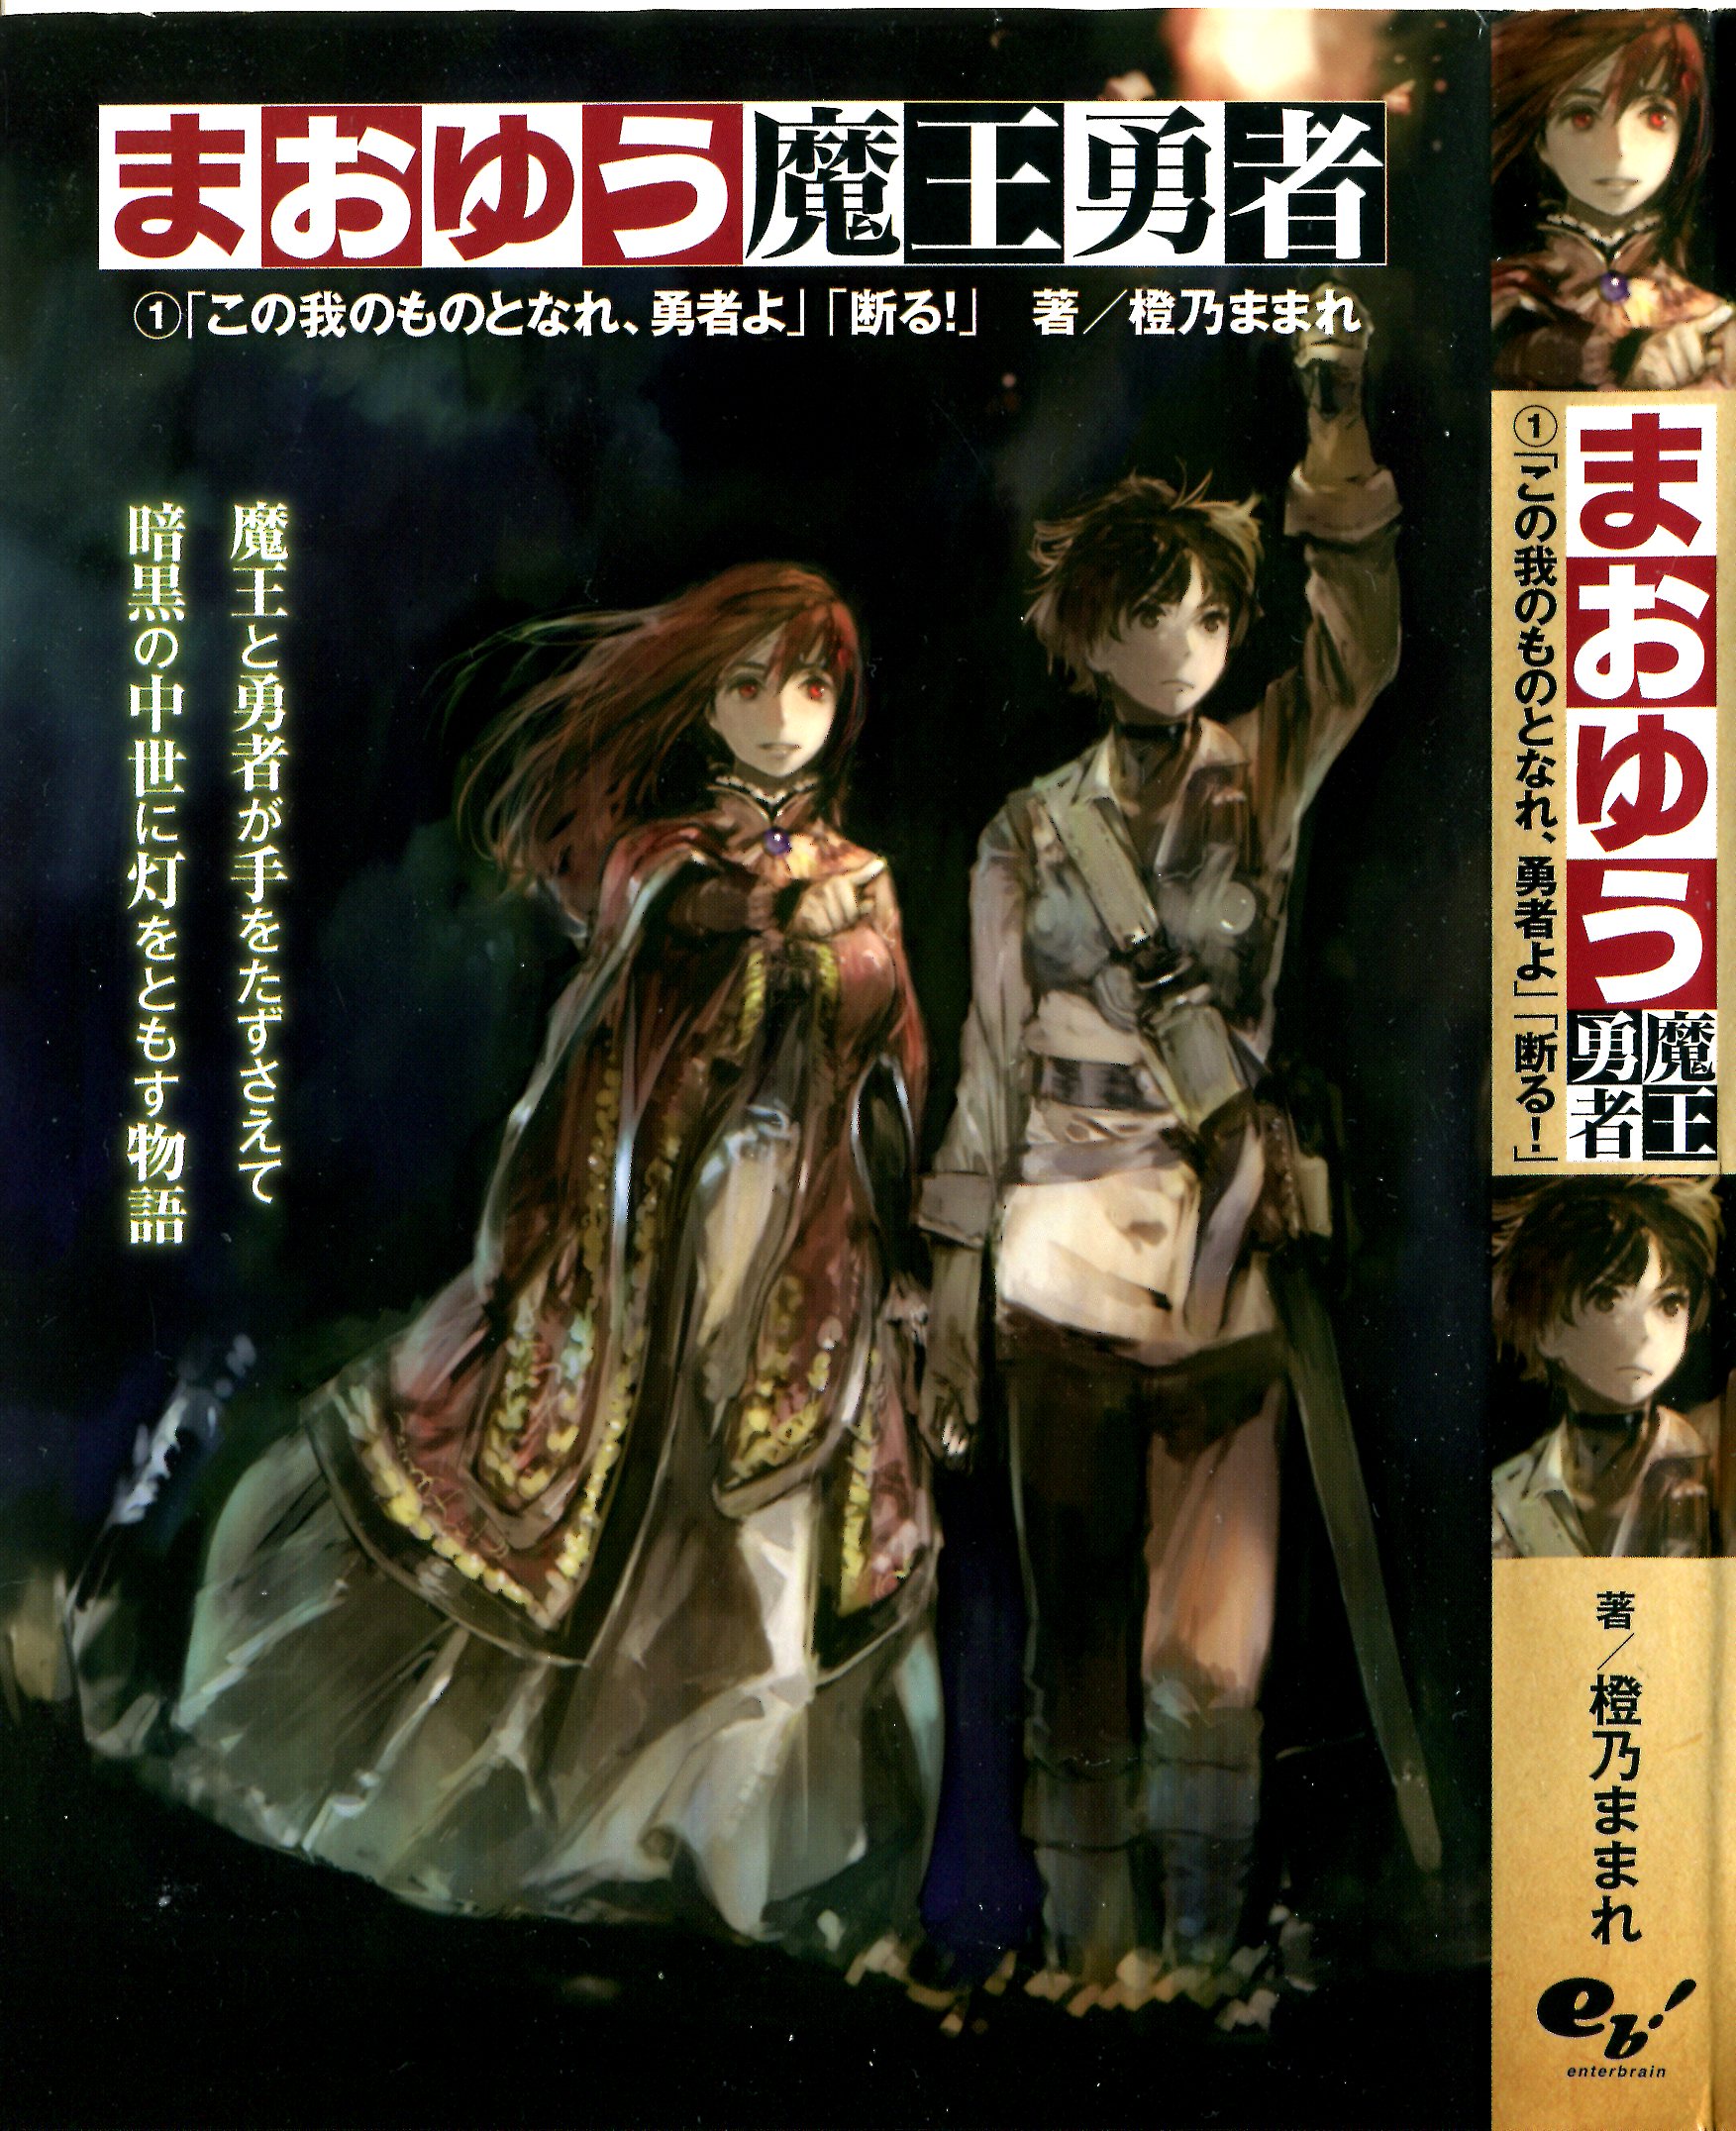 まおゆう魔王勇者
①「この我のものとなれ、勇者よ」「断る!」 著／橙乃ままれ
魔王と勇者が手をたずさえて
暗黒の中世に灯をともす物語
まおゆう魔王勇者
①「この我のものとなれ、勇者よ」「断る!」
著／橙乃ままれ
eb!
enterbrain